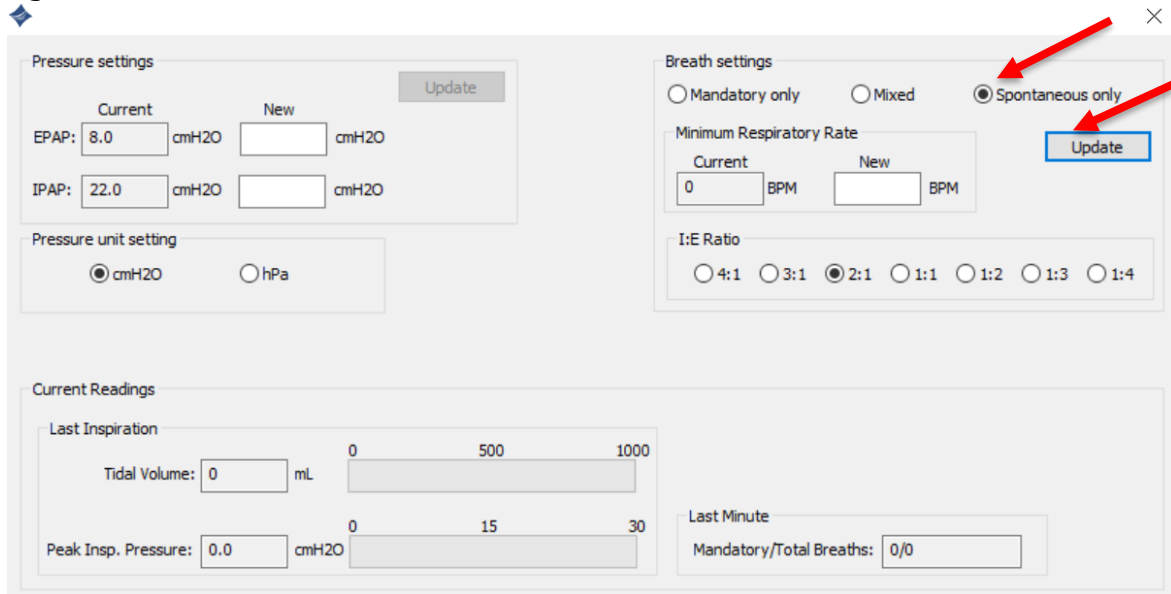 Pressure settings
Update
Current New
EPAP: 8.0 cmH2O cmH2O
IPAP: 22.0 cmH2O cmH2O
Pressure unit setting
cmH2O hPa
Breath settings
Mandatory only Mixed Spontaneous only
Minimum Respiratory Rate
Update
Current New
0 BPM BPM
I:E Ratio
4:1 3:1 2:1 1:1 1:2 1:3 1:4
Current Readings
Last Inspiration
0 500 1000
Tidal Volume: 0 mL
0 15 30
Peak Insp. Pressure: 0.0 cmH2O
Last Minute
Mandatory/Total Breaths: 0/0